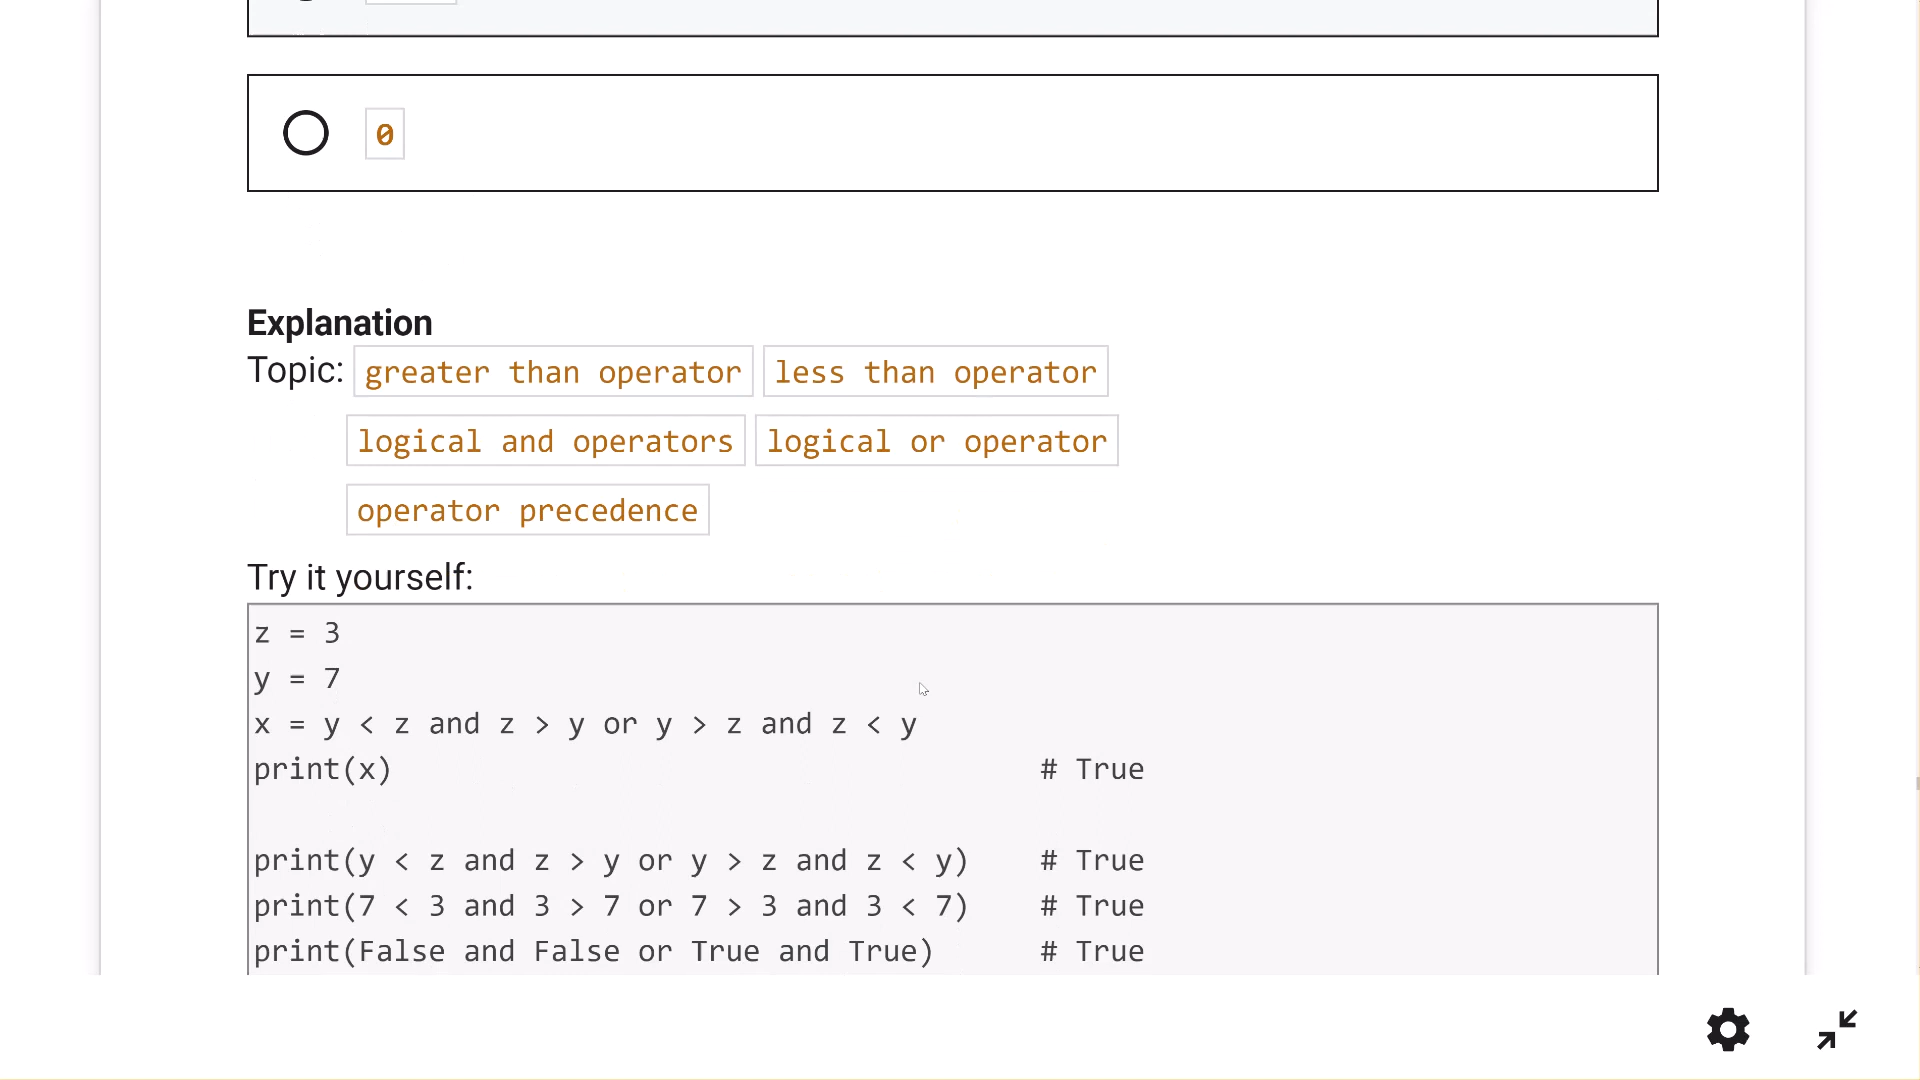 0
Explanation
Topic: greater than operator less than operator
logical and operators logical or operator
operator precedence
Try it yourself:
z = 3
y = 7
x = y < z and z > y or y > z and z < y
print(x) # True
print(y < z and z > y or y > z and z < y) # True
print(7 < 3 and 3 > 7 or 7 > 3 and 3 < 7) # True
print(False and False or True and True) # True